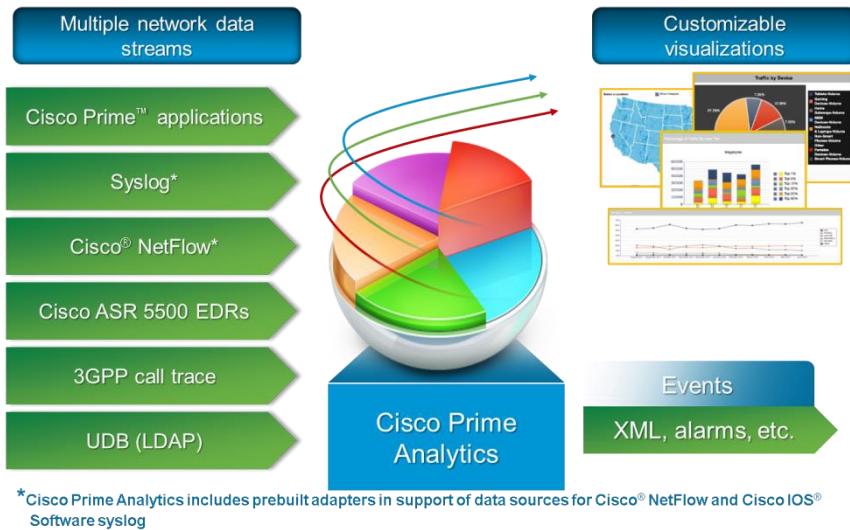 Multiple network data
streams
Cisco Prime™ applications
Syslog*
Cisco® NetFlow*
Cisco ASR 5500 EDRs
3GPP call trace
UDB (LDAP)
Cisco Prime
Analytics
Customizable
visualizations
Traffic by Device
Megabytes
Events
XML, alarms, etc.
*Cisco Prime Analytics includes prebuilt adapters in support of data sources for Cisco® NetFlow and Cisco IOS®
Software syslog